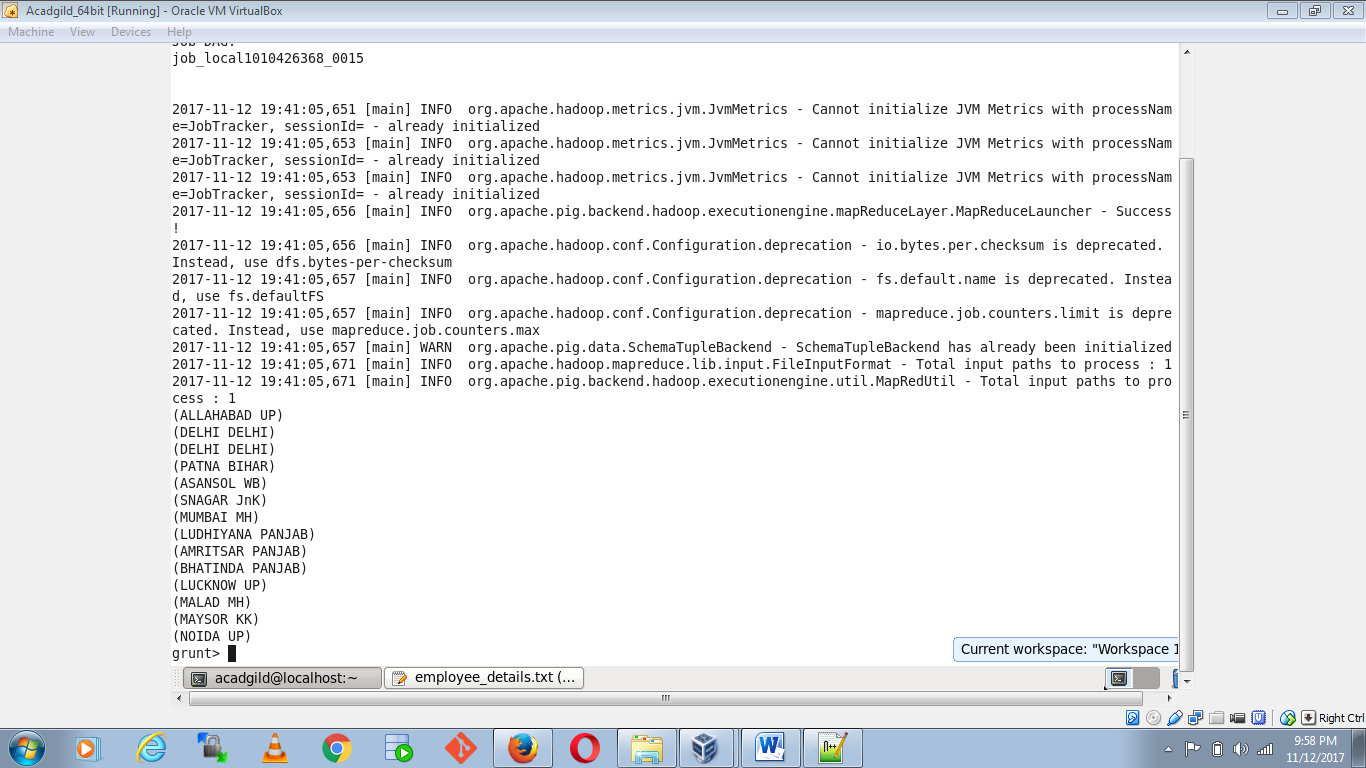 Acadgild_64bit [Running] - Oracle VM VirtualBox
Machine View Devices Help
Job DAG:
job_local1010426368_0015
2017-11-12 19:41:05,651 [main] INFO  org.apache.hadoop.metrics.jvm.JvmMetrics - Cannot initialize JVM Metrics with processNam
e=JobTracker, sessionId= - already initialized
2017-11-12 19:41:05,653 [main] INFO  org.apache.hadoop.metrics.jvm.JvmMetrics - Cannot initialize JVM Metrics with processNam
e=JobTracker, sessionId= - already initialized
2017-11-12 19:41:05,653 [main] INFO  org.apache.hadoop.metrics.jvm.JvmMetrics - Cannot initialize JVM Metrics with processNam
e=JobTracker, sessionId= - already initialized
2017-11-12 19:41:05,656 [main] INFO  org.apache.pig.backend.hadoop.executionengine.mapReduceLayer.MapReduceLauncher - Success
!
2017-11-12 19:41:05,656 [main] INFO  org.apache.hadoop.conf.Configuration.deprecation - io.bytes.per.checksum is deprecated.
Instead, use dfs.bytes-per-checksum
2017-11-12 19:41:05,657 [main] INFO  org.apache.hadoop.conf.Configuration.deprecation - fs.default.name is deprecated. Instea
d, use fs.defaultFS
2017-11-12 19:41:05,657 [main] INFO  org.apache.hadoop.conf.Configuration.deprecation - mapreduce.job.counters.limit is depre
cated. Instead, use mapreduce.job.counters.max
2017-11-12 19:41:05,657 [main] WARN  org.apache.pig.data.SchemaTupleBackend - SchemaTupleBackend has already been initialized
2017-11-12 19:41:05,671 [main] INFO  org.apache.hadoop.mapreduce.lib.input.FileInputFormat - Total input paths to process : 1
2017-11-12 19:41:05,671 [main] INFO  org.apache.pig.backend.hadoop.executionengine.util.MapRedUtil - Total input paths to pro
cess : 1
(ALLAHABAD UP)
(DELHI DELHI)
(DELHI DELHI)
(PATNA BIHAR)
(ASANSOL WB)
(SNAGAR JnK)
(MUMBAI MH)
(LUDHIYANA PANJAB)
(AMRITSAR PANJAB)
(BHATINDA PANJAB)
(LUCKNOW UP)
(MALAD MH)
(MAYSOR KK)
(NOIDA UP)
grunt>
Current workspace: "Workspace 1
acadgild@localhost:~
employee_details.txt (...
Right Ctrl
9:58 PM
11/12/2017